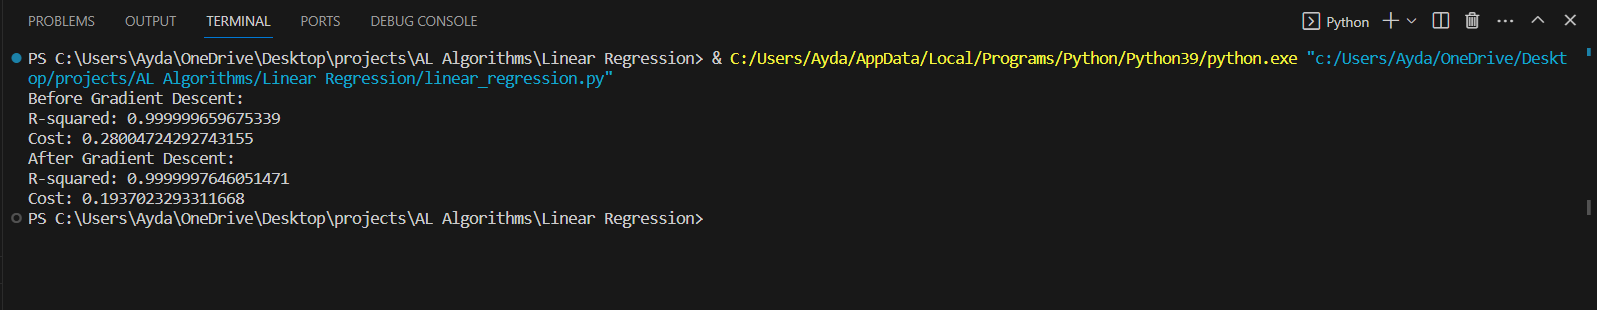 PROBLEMS OUTPUT TERMINAL PORTS DEBUG CONSOLE Python
PS C:\Users\Ayda\OneDrive\Desktop\projects\AL Algorithms\Linear Regression> & C:/Users/Ayda/AppData/Local/Programs/Python/Python39/python.exe "c:/Users/Ayda/OneDrive/Deskt
op/projects/AL Algorithms/Linear Regression/linear_regression.py"
Before Gradient Descent:
R-squared: 0.999999659675339
Cost: 0.28004724292743155
After Gradient Descent:
R-squared: 0.9999997646051471
Cost: 0.1937023293311668
PS C:\Users\Ayda\OneDrive\Desktop\projects\AL Algorithms\Linear Regression>